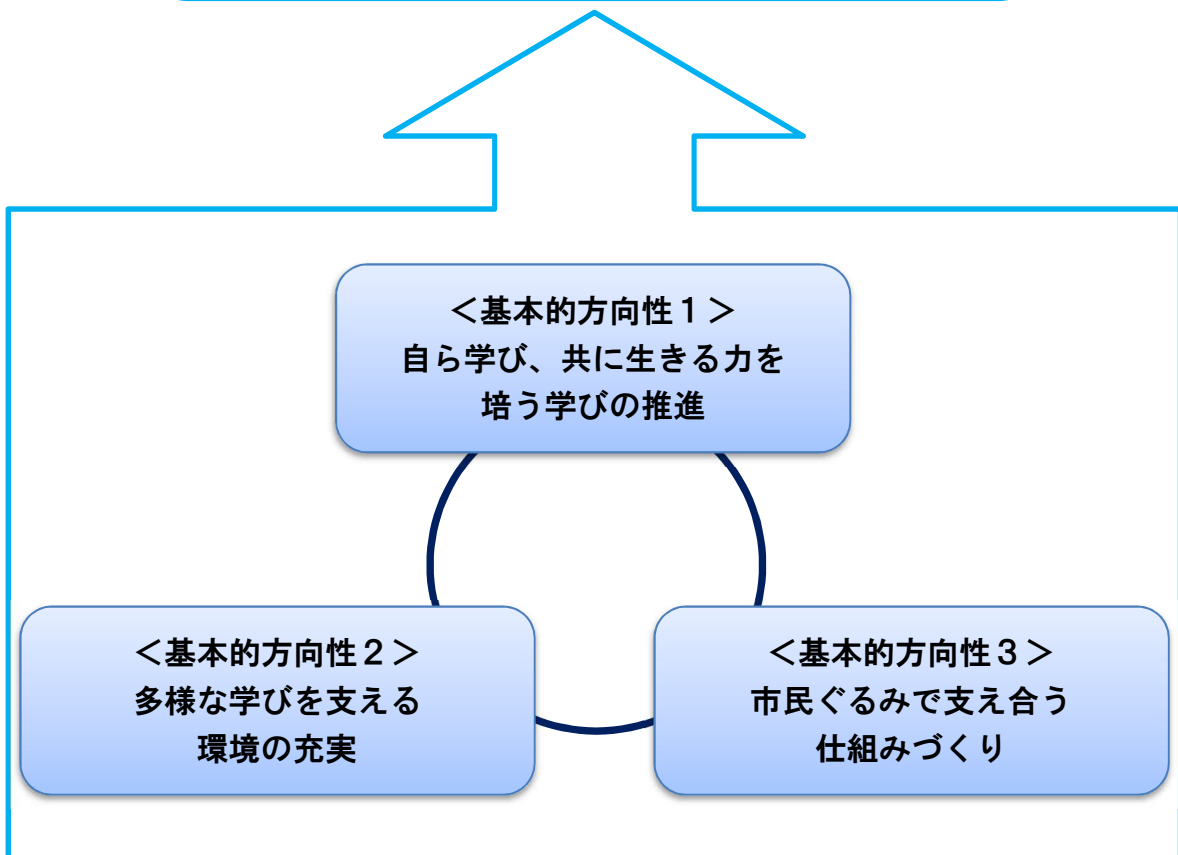 ＜基本的方向性１＞
自ら学び、共に生きる力を
培う学びの推進
＜基本的方向性２＞
多様な学びを支える
環境の充実
＜基本的方向性３＞
市民ぐるみで支え合う
仕組みづくり